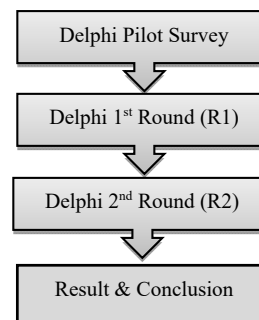 Delphi Pilot Survey
Delphi 1st Round (R1)
Delphi 2nd Round (R2)
Result & Conclusion